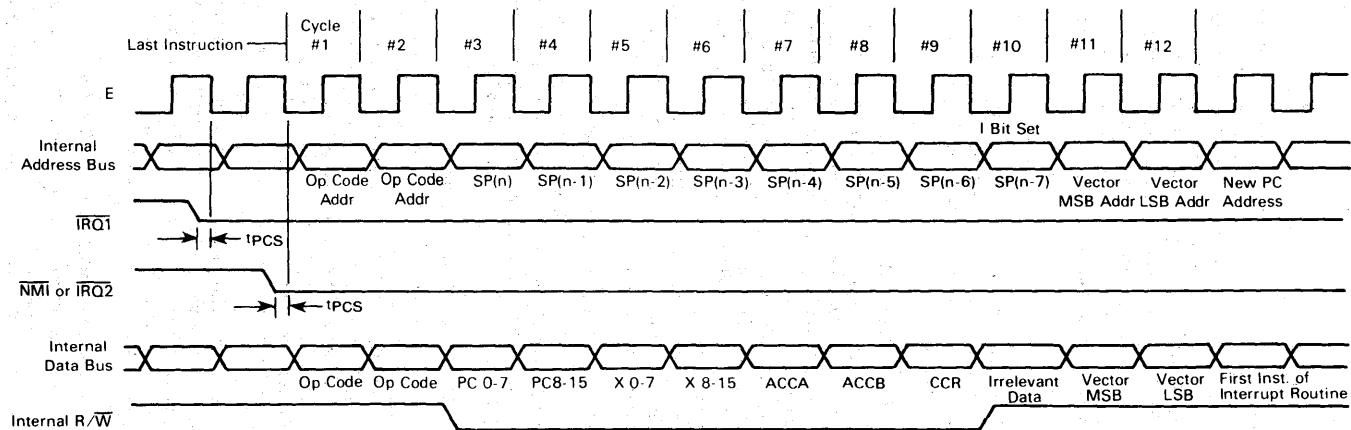 Cycle
Last Instruction #1 #2 #3 #4 #5 #6 #7 #8 #9 #10 #11 #12
E
I Bit Set
Internal
Address Bus
Op Code Op Code SP(n) SP(n-1) SP(n-2) SP(n-3) SP(n-4) SP(n-5) SP(n-6) SP(n-7) Vector Vector New PC
Addr Addr MSB Addr LSB Addr Address
IRQ1
tPCS
NMI or IRQ2
tPCS
Internal
Data Bus
Op Code Op Code PC 0-7 PC8-15 X 0-7 X 8-15 ACCA ACCB CCR Irrelevant Vector Vector First Inst. of
Data MSB LSB Interrupt Routine
Internal R/W